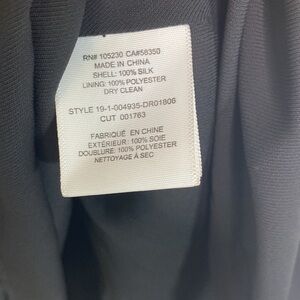 RN# 105230 CA#58350
MADE IN CHINA
SHELL: 100% SILK
LINING: 100% POLYESTER
DRY CLEAN
STYLE 19-1-004935-DR01806
CUT 001763
FABRIQUÉ EN CHINE
EXTÉRIEUR: 100% SOIE
DOUBLURE: 100% POLYESTER
NETTOYAGE À SEC